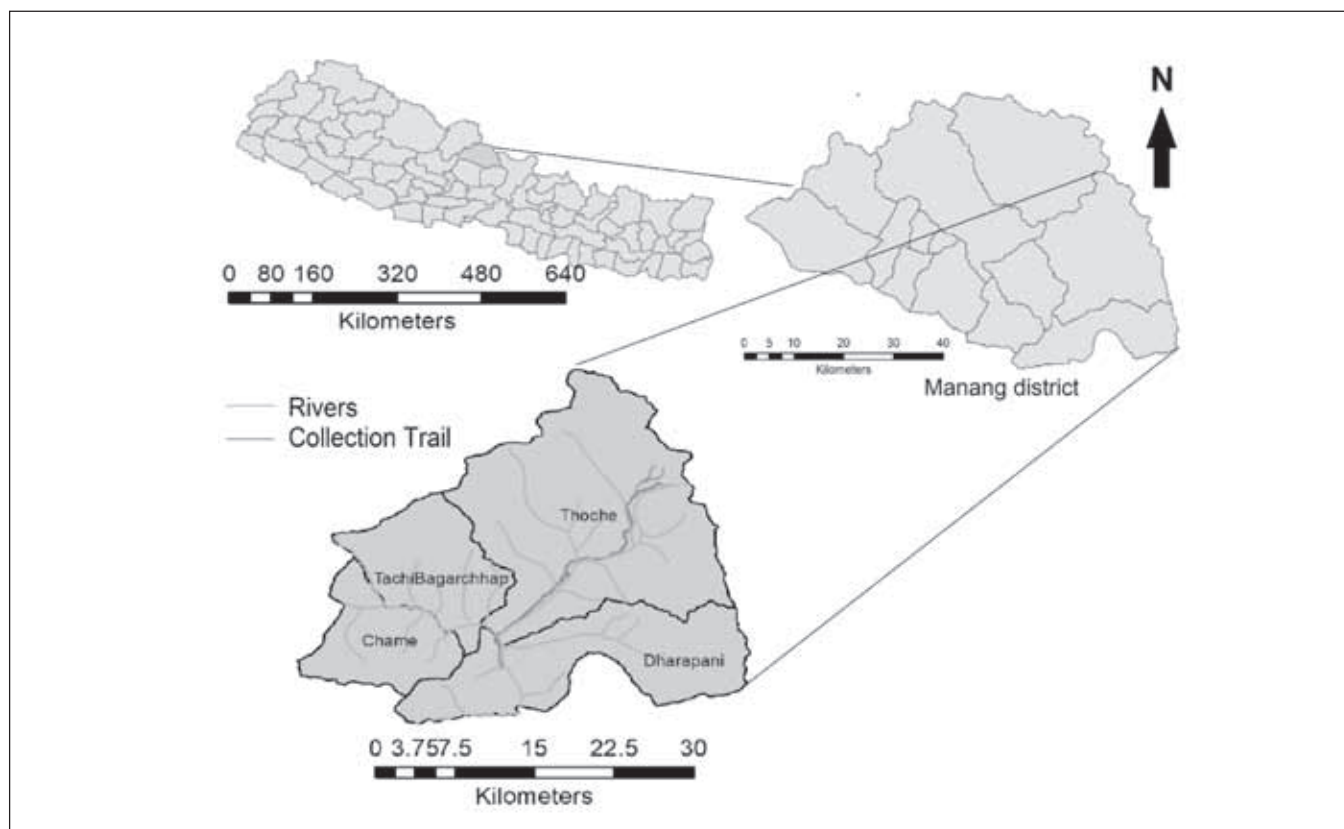 N
0 80 160 320 480 640
Kilometers
0 5 10 20 30 40
Kilometers
Manang district
Rivers
Collection Trail
Thoche
TachiBagarchhap
Chame
Dharapani
0 3.757.5 15 22.5 30
Kilometers